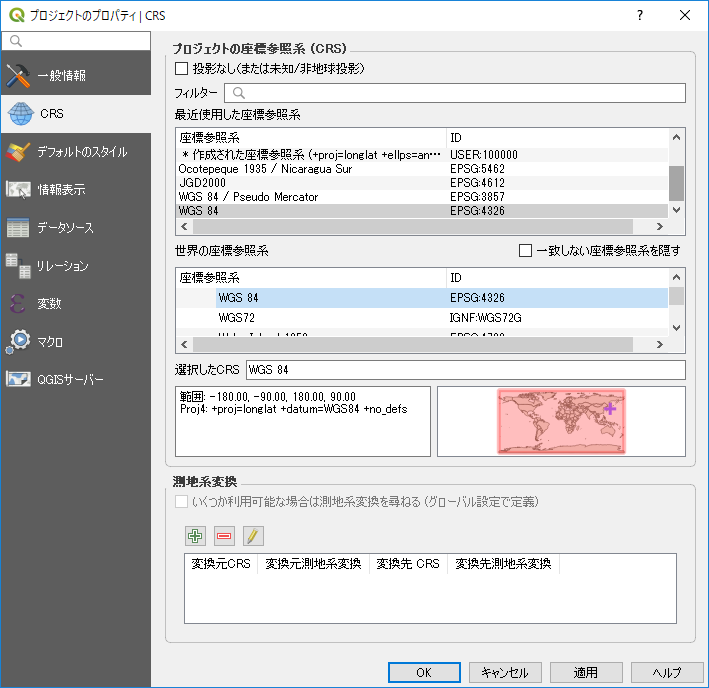 プロジェクトのプロパティ | CRS
一般情報
CRS
デフォルトのスタイル
情報表示
データソース
リレーション
変数
マクロ
QGISサーバー
プロジェクトの座標参照系 (CRS)
投影なし(または未知/非地球投影)
フィルター
最近使用した座標参照系
座標参照系 ID
* 作成された座標参照系 (+proj=longlat +ellps=an… USER:100000
Ocotepeque 1935 / Nicaragua Sur EPSG:5462
JGD2000 EPSG:4612
WGS 84 / Pseudo Mercator EPSG:3857
WGS 84 EPSG:4326
世界の座標参照系
一致しない座標参照系を隠す
座標参照系 ID
WGS 84 EPSG:4326
WGS72 IGNF:WGS72G
選択したCRS WGS 84
範囲: -180.00, -90.00, 180.00, 90.00
Proj4: +proj=longlat +datum=WGS84 +no_defs
測地系変換
いくつか利用可能な場合は測地系変換を尋ねる (グローバル設定で定義)
変換元CRS 変換元測地系変換 変換先 CRS 変換先測地系変換
OK キャンセル 適用 ヘルプ